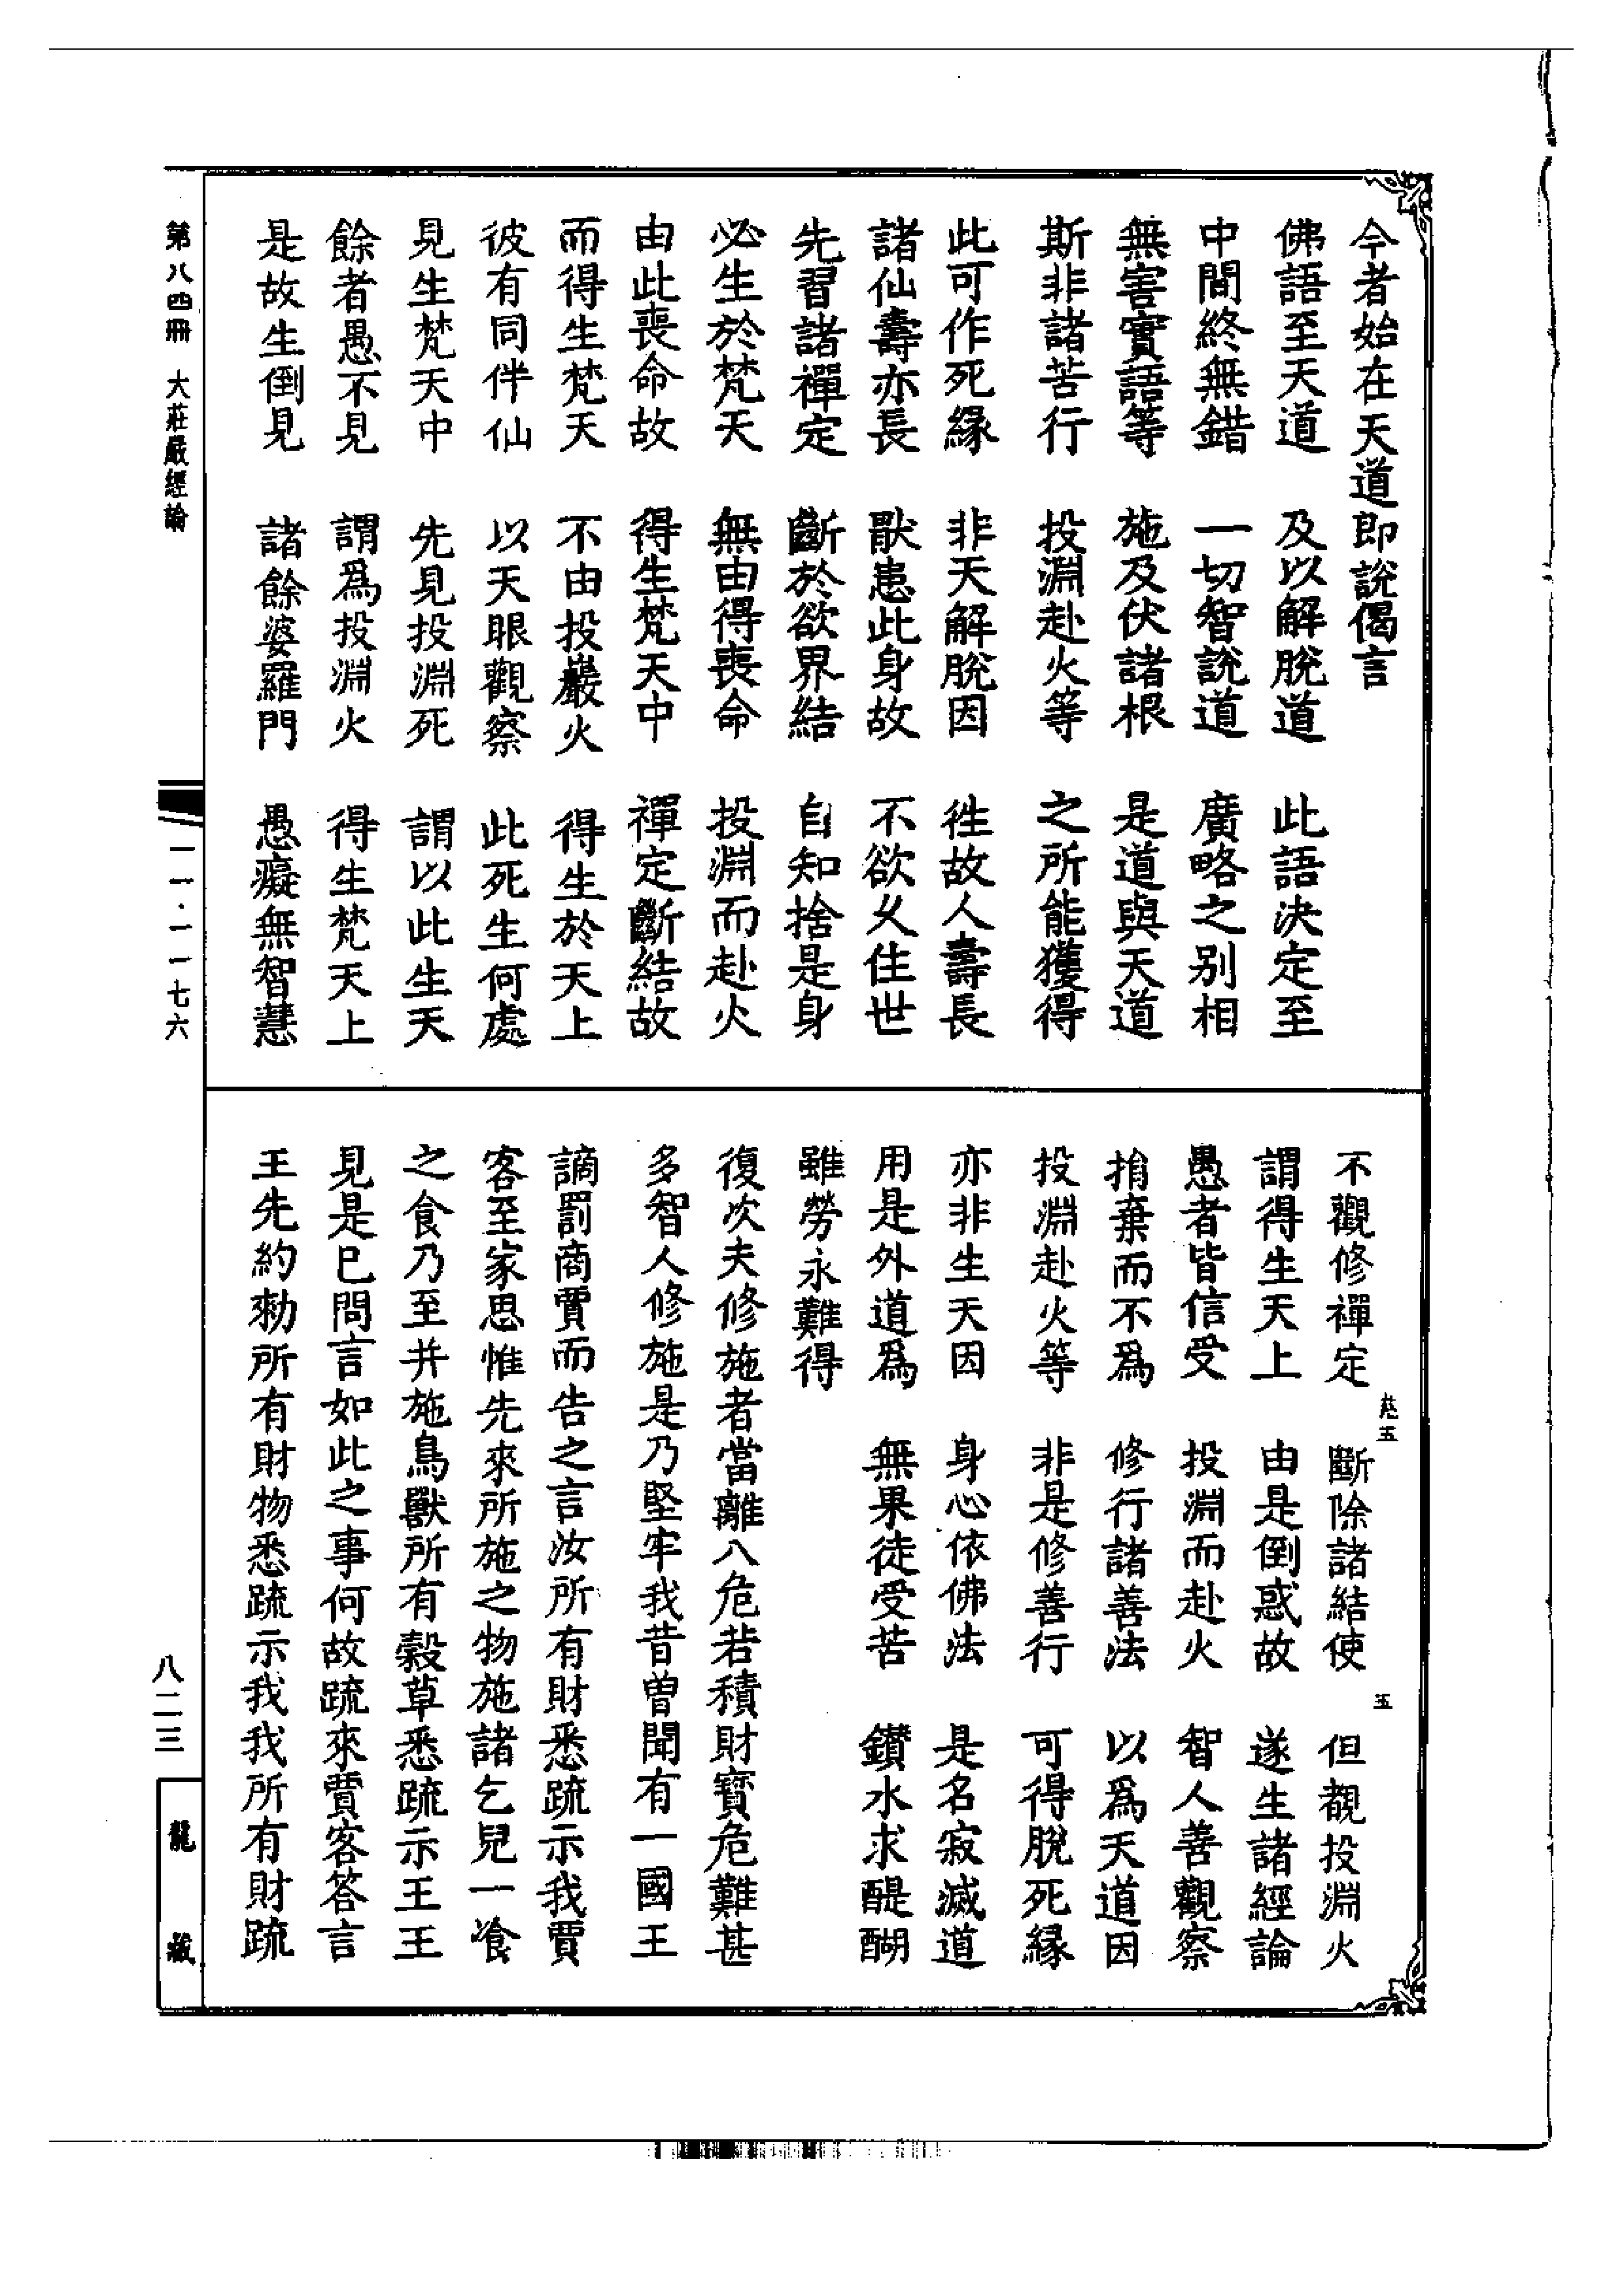 今者始在天道即說偈言
佛語至天道　及以解脫道　此語決定至
中間終無錯　一切智說道　廣略之別相
無害實語等　施及伏諸根　是道與天道
斯非諸苦行　投淵赴火等　之所能獲得
此可作死緣　非天解脫因　往故人壽長
諸仙壽亦長　厭患此身故　不欲久住世
先習諸禪定　斷於欲界結　自知捨是身
必生於梵天　無由得喪命　投淵而赴火
由此喪命故　得生梵天中　禪定斷結故
而得生梵天　不由投巖火　得生於天上
彼有同伴仙　以天眼觀察　此死生何處
見生梵天中　先見投淵死　謂以此生天
餘者愚不見　謂為投淵火　得生梵天上
是故生倒見　諸餘婆羅門　愚癡無智慧
不觀修禪定　斷除諸結使　但覩投淵火
謂得生天上　由是倒惑故　遂生諸經論
愚者皆信受　投淵而赴火　智人善觀察
捐棄而不為　修行諸善法　以為天道因
投淵赴火等　非是修善行　可得脫死緣
亦非生天因　身心依佛法　是名寂滅道
用是外道為　無果徒受苦　鑽水求醍醐
雖勞永難得
復次夫修施者當離八危若積財寶危難甚
多智人修施是乃堅牢我昔曾聞有一國王
謫罰商賈而告之言汝所有財悉疏示我賈
客至家思惟先來所施之物施諸乞兒一飡
之食乃至并施鳥獸所有穀草悉疏示王王
見是已問言如此之事何故疏來賈客答言
王先約勑所有財物悉疏示我我所有財疏
五
五
第八四冊　大莊嚴經論
一一·一一七六
八二三
龍藏